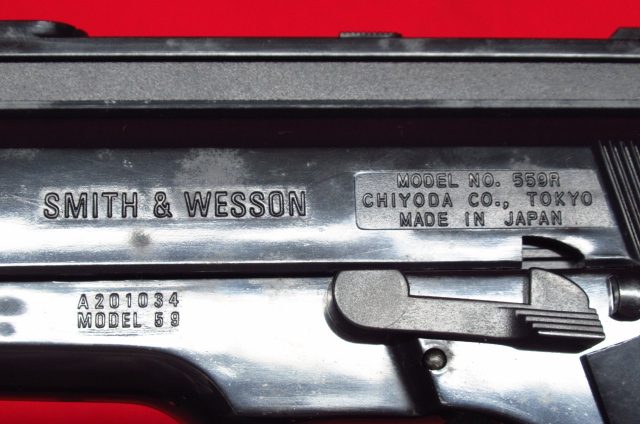 SMITH & WESSON
MODEL NO. 559R
CHIYODA CO., TOKYO
MADE IN JAPAN
A201034
MODEL 59